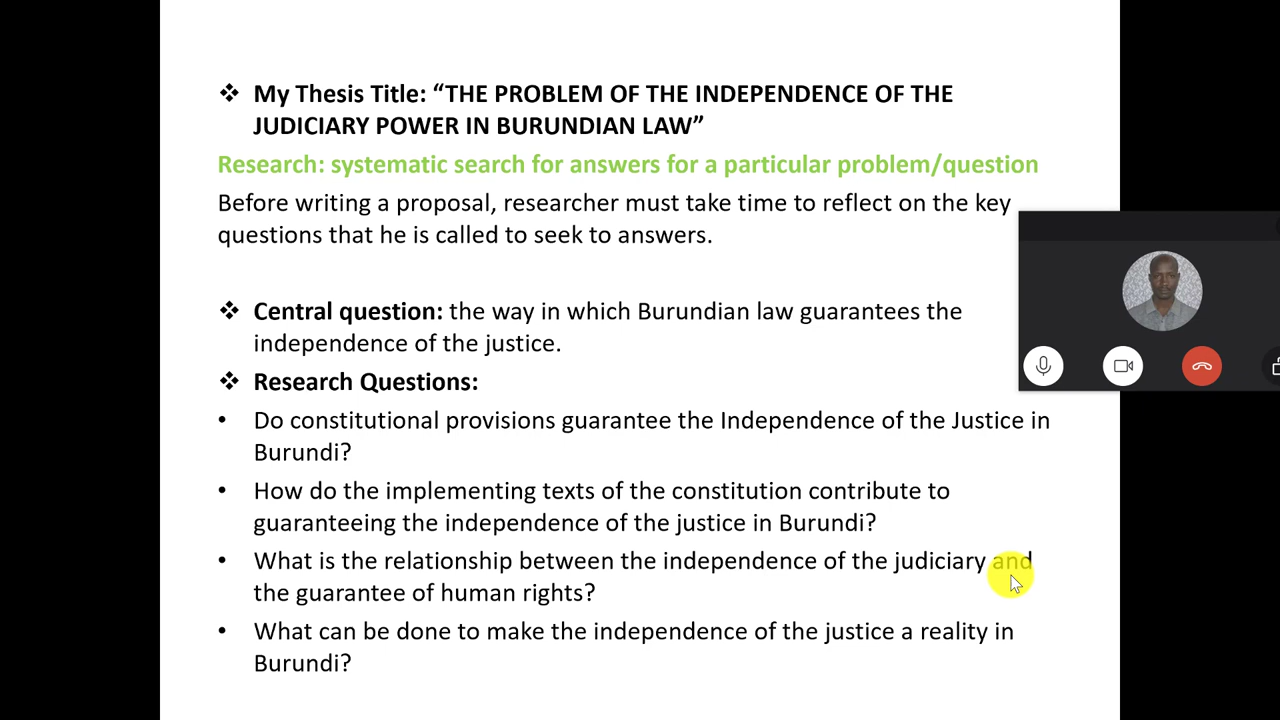 ❖ My Thesis Title: “THE PROBLEM OF THE INDEPENDENCE OF THE
JUDICIARY POWER IN BURUNDIAN LAW”
Research: systematic search for answers for a particular problem/question
Before writing a proposal, researcher must take time to reflect on the key
questions that he is called to seek to answers.
❖ Central question: the way in which Burundian law guarantees the
independence of the justice.
❖ Research Questions:
• Do constitutional provisions guarantee the Independence of the Justice in
Burundi?
• How do the implementing texts of the constitution contribute to
guaranteeing the independence of the justice in Burundi?
• What is the relationship between the independence of the judiciary and
the guarantee of human rights?
• What can be done to make the independence of the justice a reality in
Burundi?